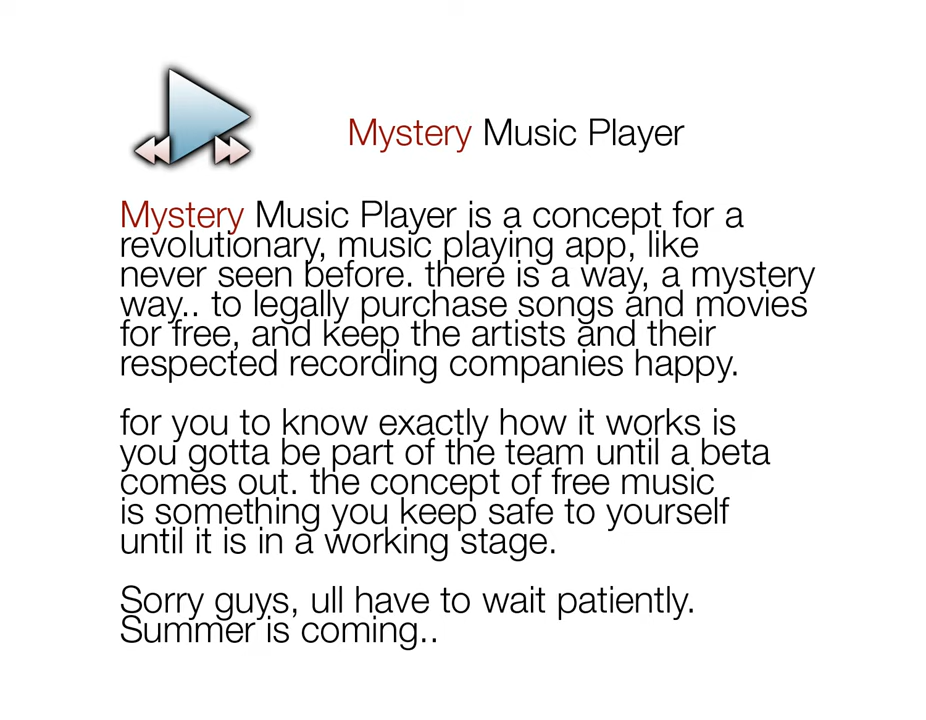 Mystery Music Player
Mystery Music Player is a concept for a
revolutionary, music playing app, like
never seen before. there is a way, a mystery
way.. to legally purchase songs and movies
for free, and keep the artists and their
respected recording companies happy.
for you to know exactly how it works is
you gotta be part of the team until a beta
comes out. the concept of free music
is something you keep safe to yourself
until it is in a working stage.
Sorry guys, ull have to wait patiently.
Summer is coming..